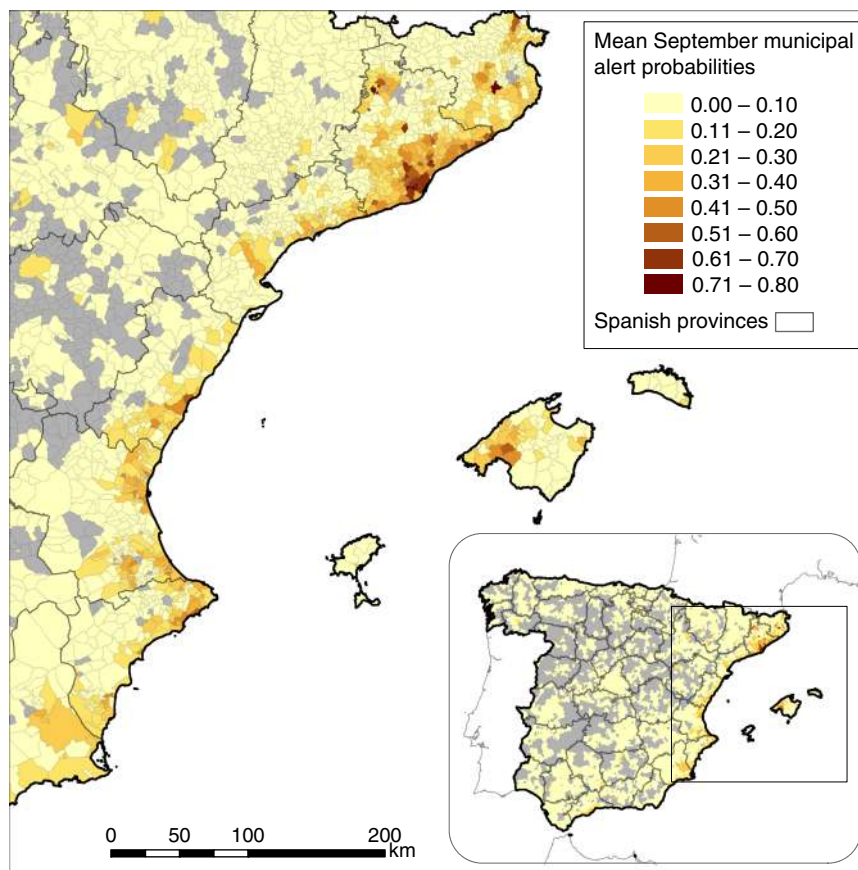 Mean September municipal
alert probabilities
0.00 – 0.10
0.11 – 0.20
0.21 – 0.30
0.31 – 0.40
0.41 – 0.50
0.51 – 0.60
0.61 – 0.70
0.71 – 0.80
Spanish provinces
0 50 100 200
km